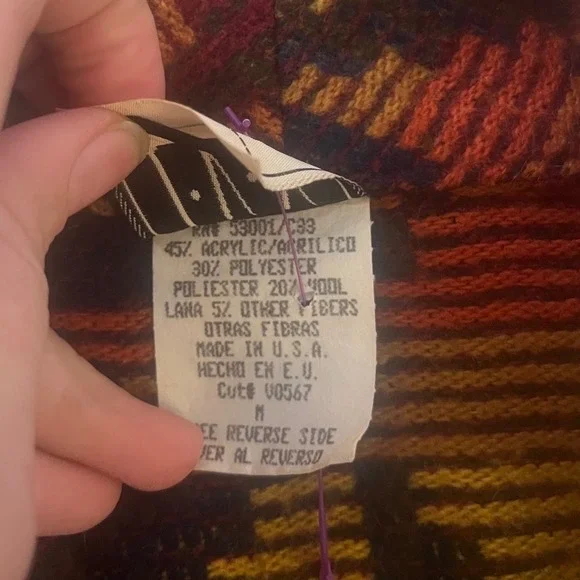 RN# 53001/C33
45% ACRYLIC/ACRILICO
30% POLYESTER
POLIESTER 20% WOOL
LANA 5% OTHER FIBERS
OTRAS FIBRAS
MADE IN U.S.A.
HECHO EN E.U.
Cut# V0567
M
EE REVERSE SIDE
VER AL REVERSO